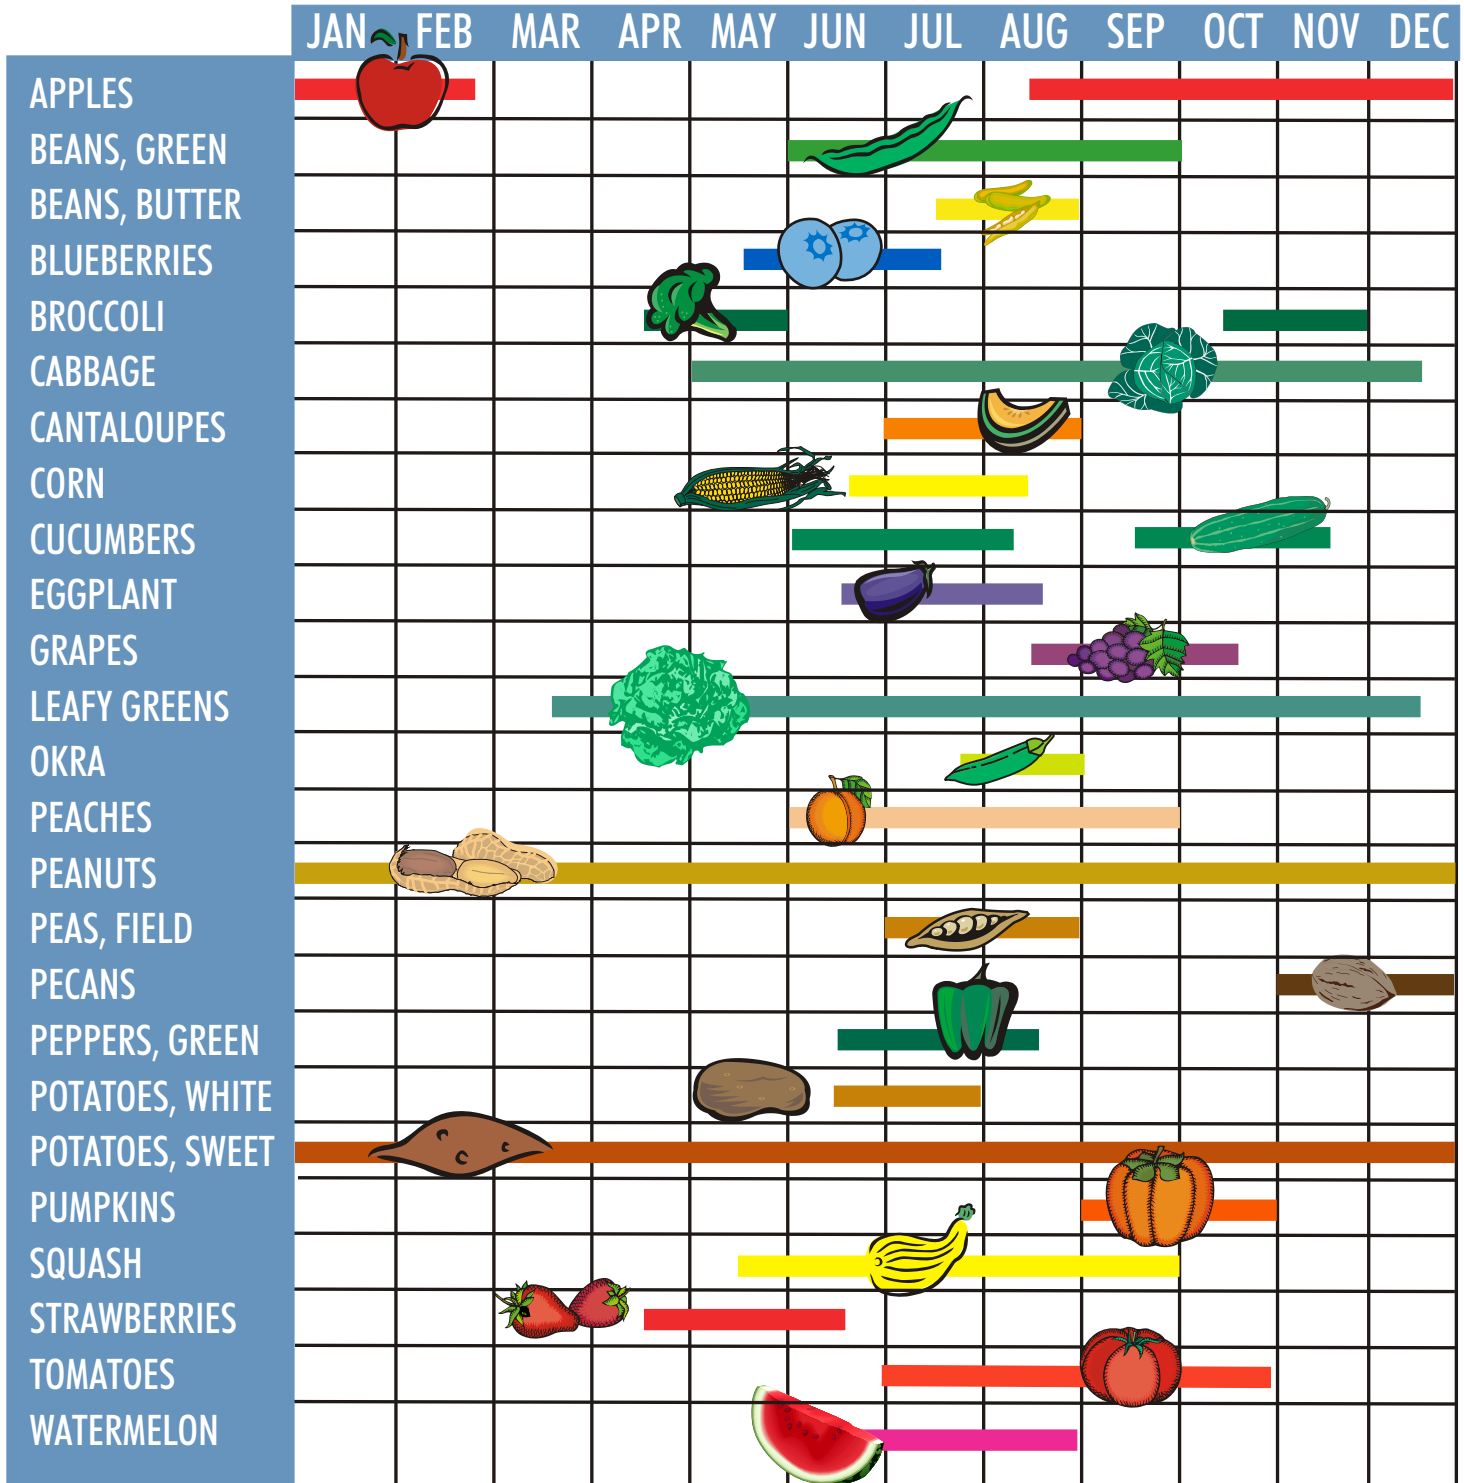 JAN FEB MAR APR MAY JUN JUL AUG SEP OCT NOV DEC
APPLES
BEANS, GREEN
BEANS, BUTTER
BLUEBERRIES
BROCCOLI
CABBAGE
CANTALOUPES
CORN
CUCUMBERS
EGGPLANT
GRAPES
LEAFY GREENS
OKRA
PEACHES
PEANUTS
PEAS, FIELD
PECANS
PEPPERS, GREEN
POTATOES, WHITE
POTATOES, SWEET
PUMPKINS
SQUASH
STRAWBERRIES
TOMATOES
WATERMELON